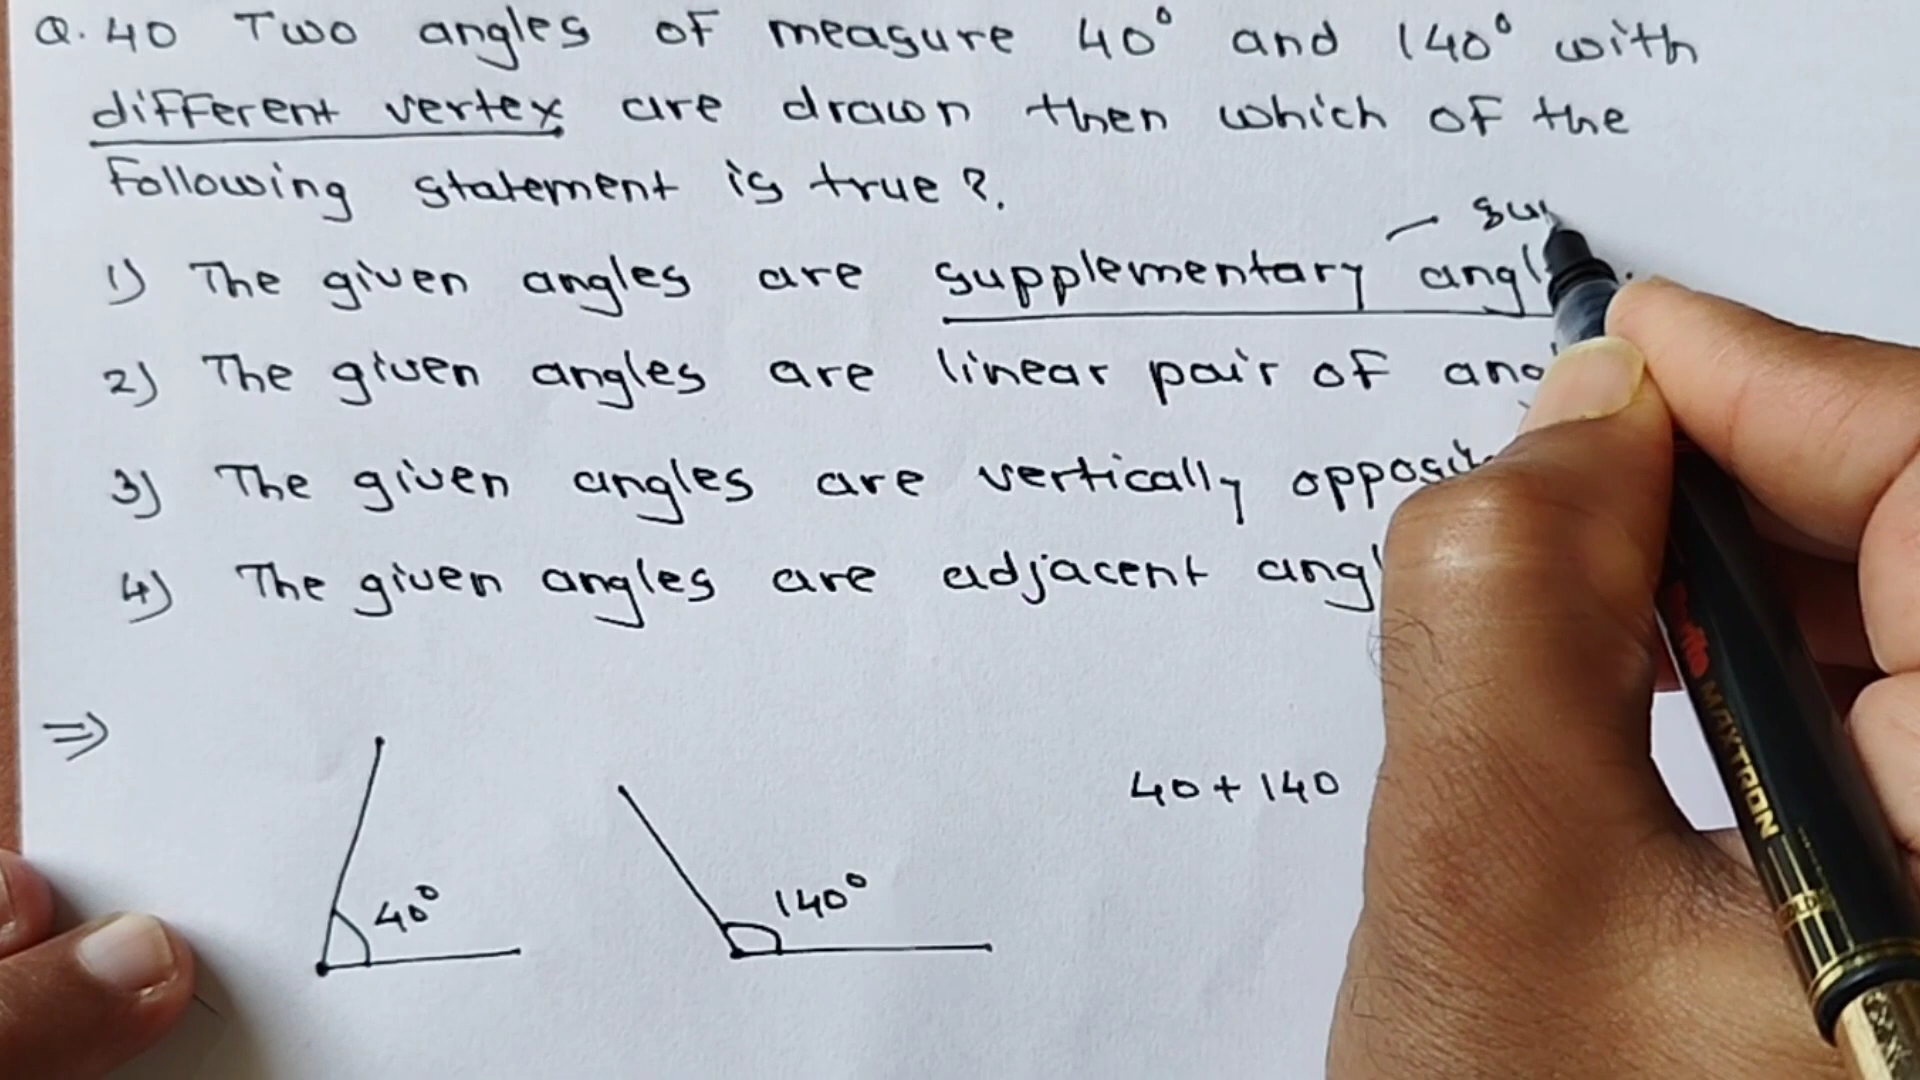 Q. 40 Two angles of measure 40° and 140° with
different vertex are drawn then which of the
following statement is true?.
1) The given angles are supplementary
2) The given angles are linear pair of
3) The given angles are vertically
4) The given angles are adjacent
⇒
40°
140°
40 + 140
MAXTRON